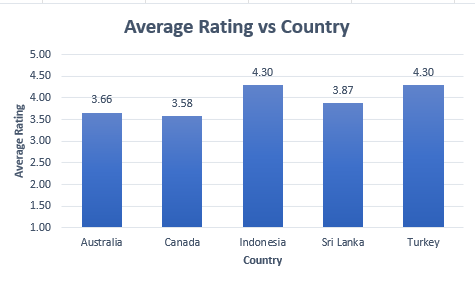 Average Rating vs Country
Average Rating
5.00
4.50
4.00
3.50
3.00
2.50
2.00
1.50
1.00
3.66
3.58
4.30
3.87
4.30
Australia
Canada
Indonesia
Sri Lanka
Turkey
Country